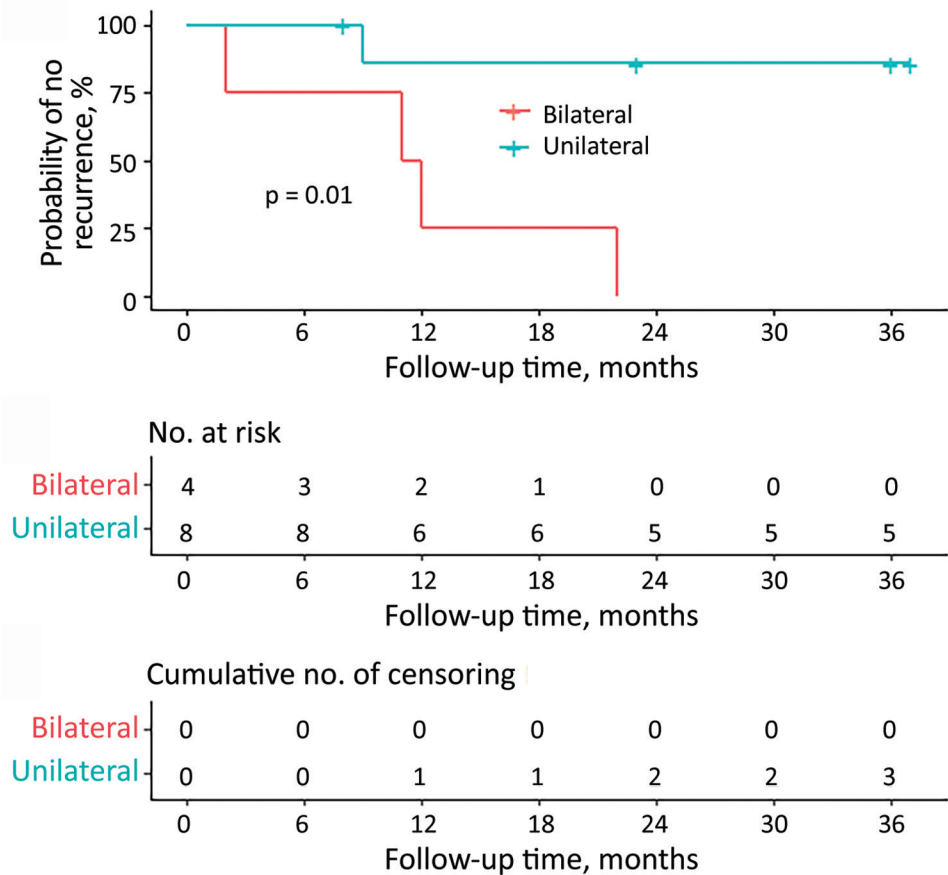 Probability of no
recurrence, %
100
75
50
25
0
Bilateral
Unilateral
p = 0.01
0 6 12 18 24 30 36
Follow-up time, months
No. at risk
Bilateral 4 3 2 1 0 0 0
Unilateral 8 8 6 6 5 5 5
0 6 12 18 24 30 36
Follow-up time, months
Cumulative no. of censoring
Bilateral 0 0 0 0 0 0 0
Unilateral 0 0 1 1 2 2 3
0 6 12 18 24 30 36
Follow-up time, months